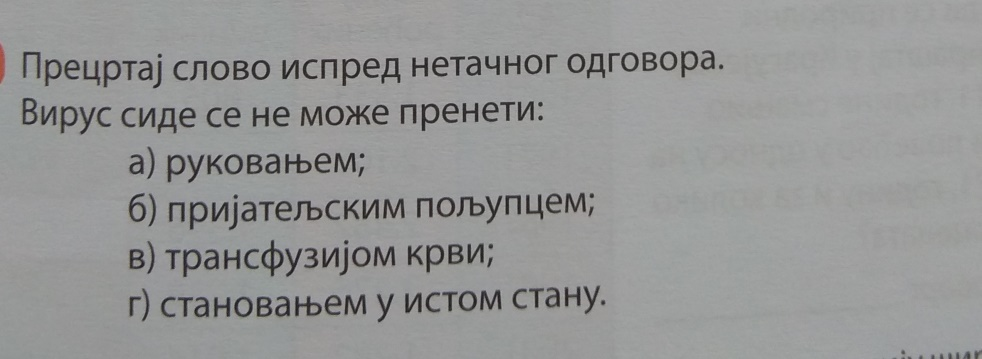 Прецртај слово испред нетачног одговора.
Вирус сиде се не може пренети:
а) руковањем;
б) пријатељским пољупцем;
в) трансфузијом крви;
г) становањем у истом стану.